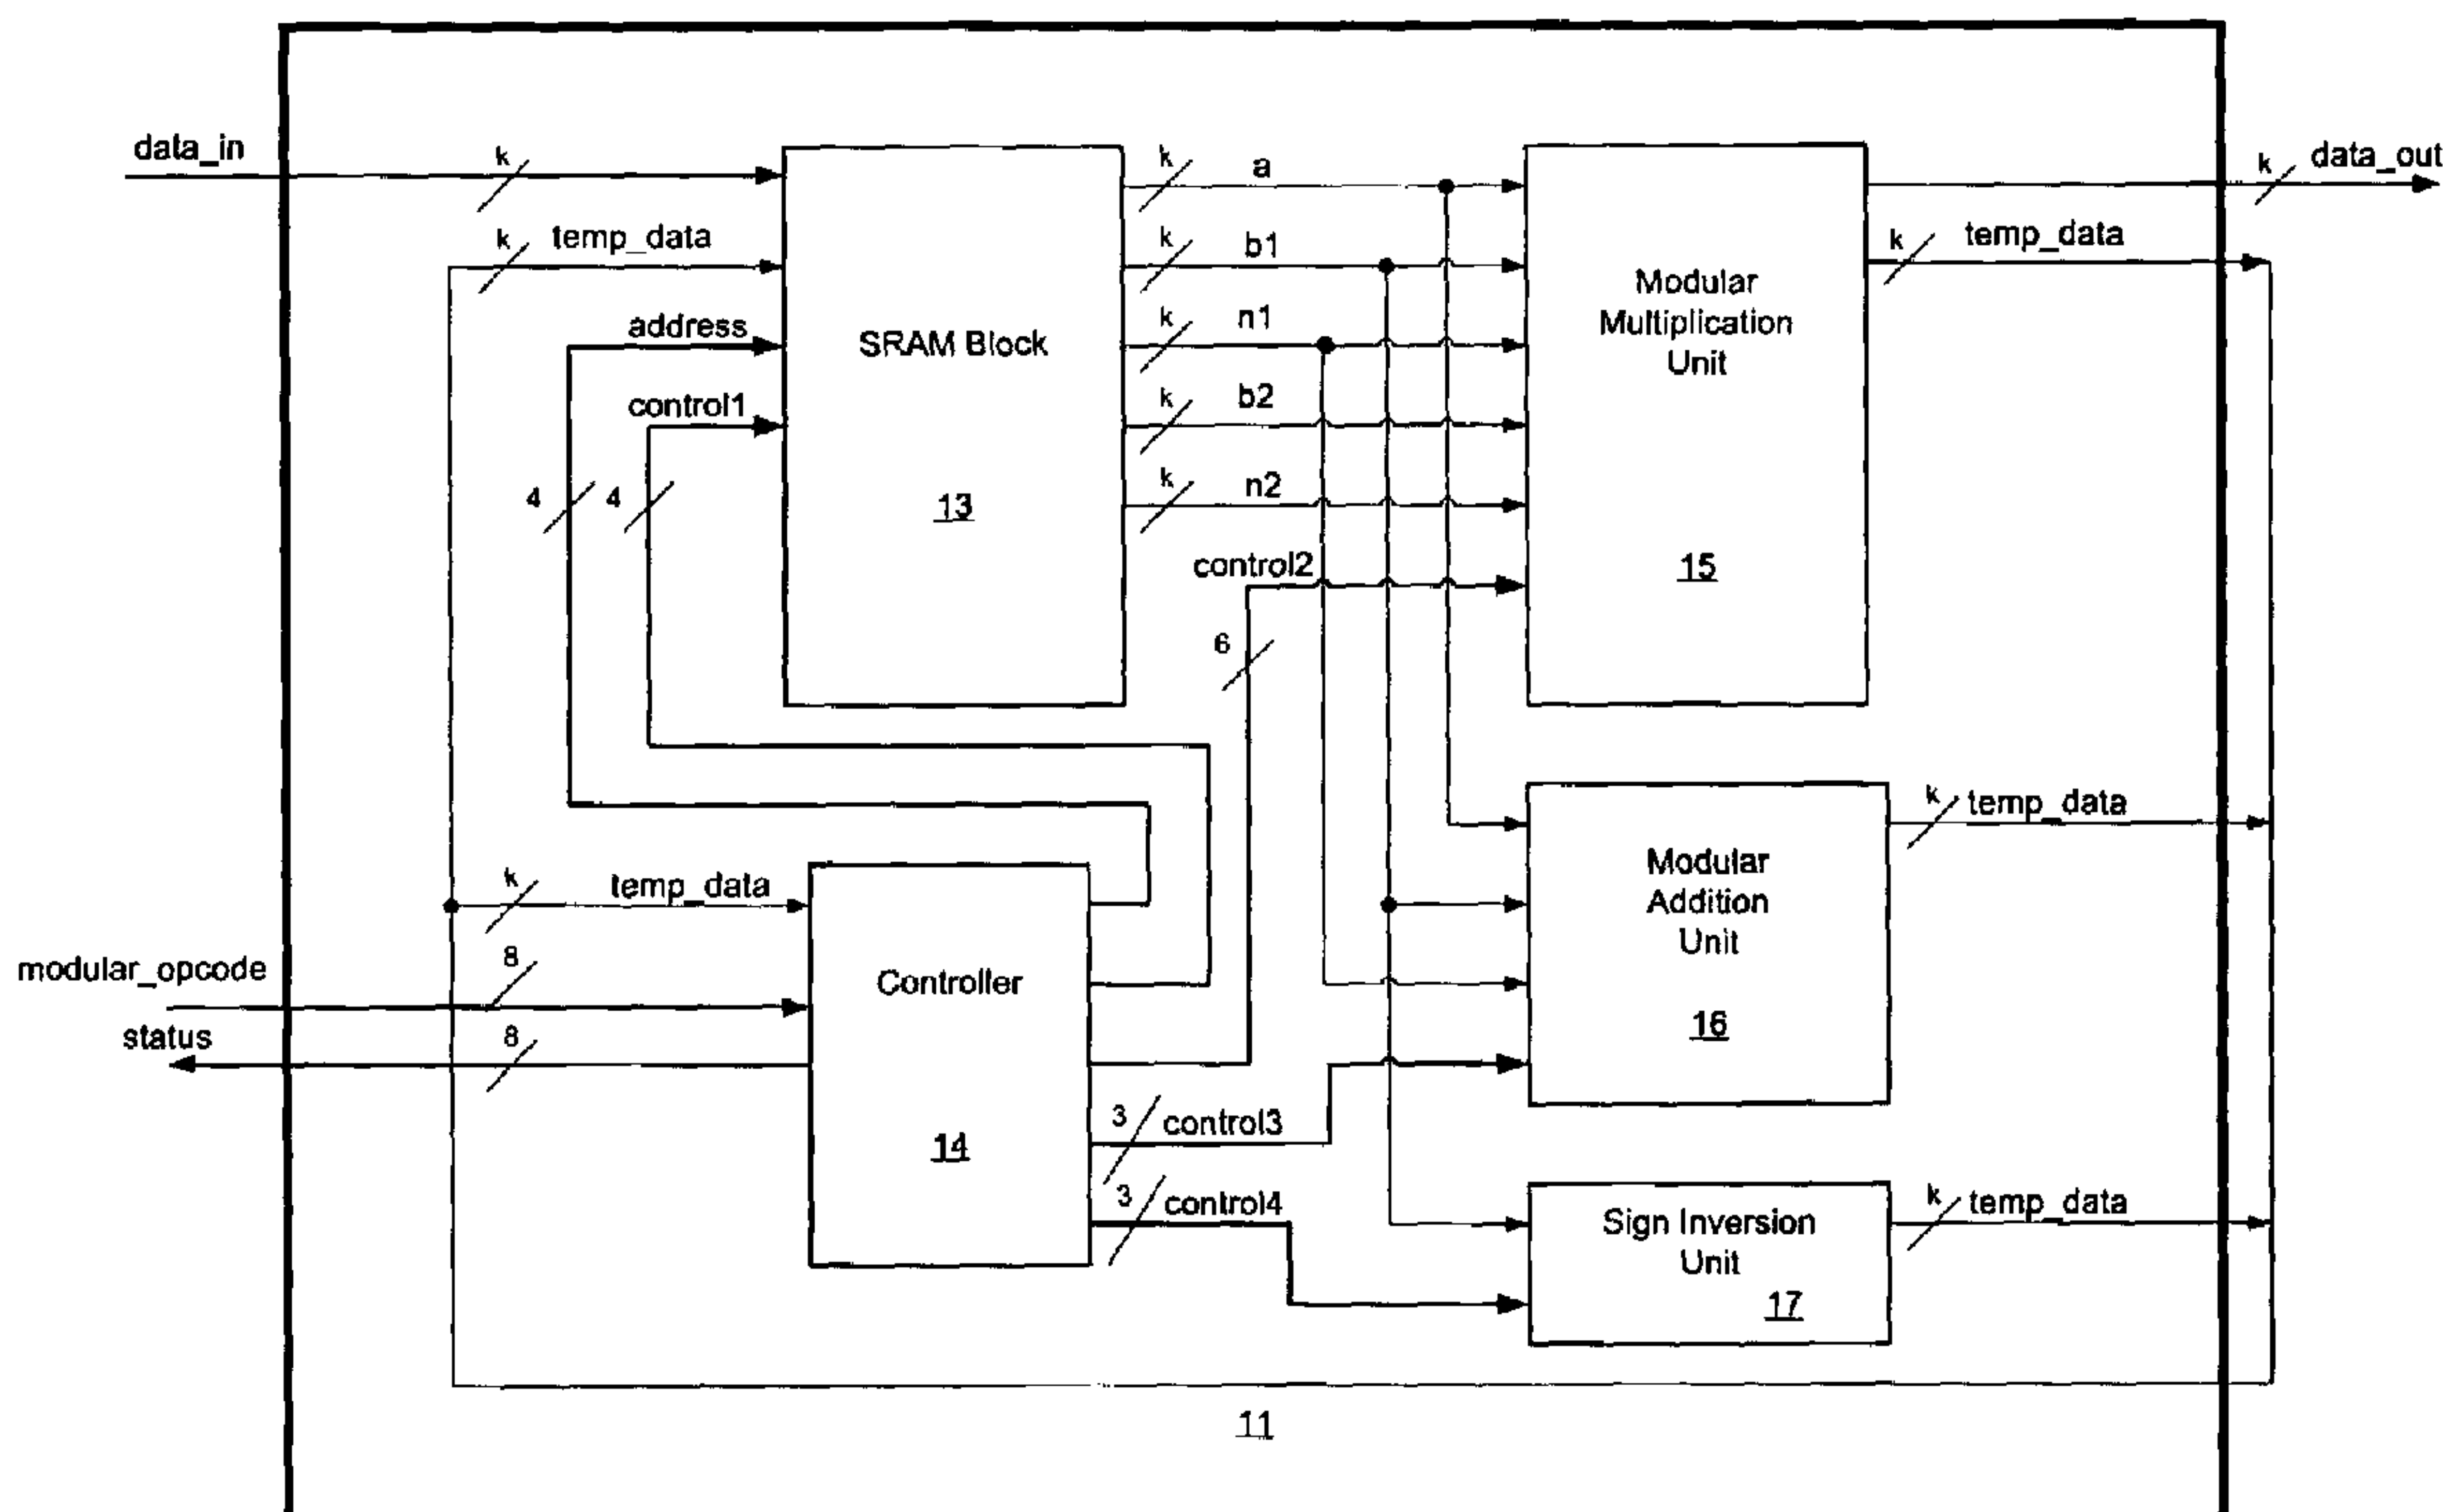 data_in
k
k
a
k
data_out
k
temp_data
k
b1
k
temp_data
Modular
Multiplication
Unit
address
SRAM Block
k
n1
control1
k
b2
4
4
13
k
n2
control2
15
6
k
temp_data
Modular
Addition
Unit
k
temp_data
modular_opcode
8
Controller
16
status
8
14
3
control3
3
control4
Sign Inversion
Unit
k
temp_data
17
11